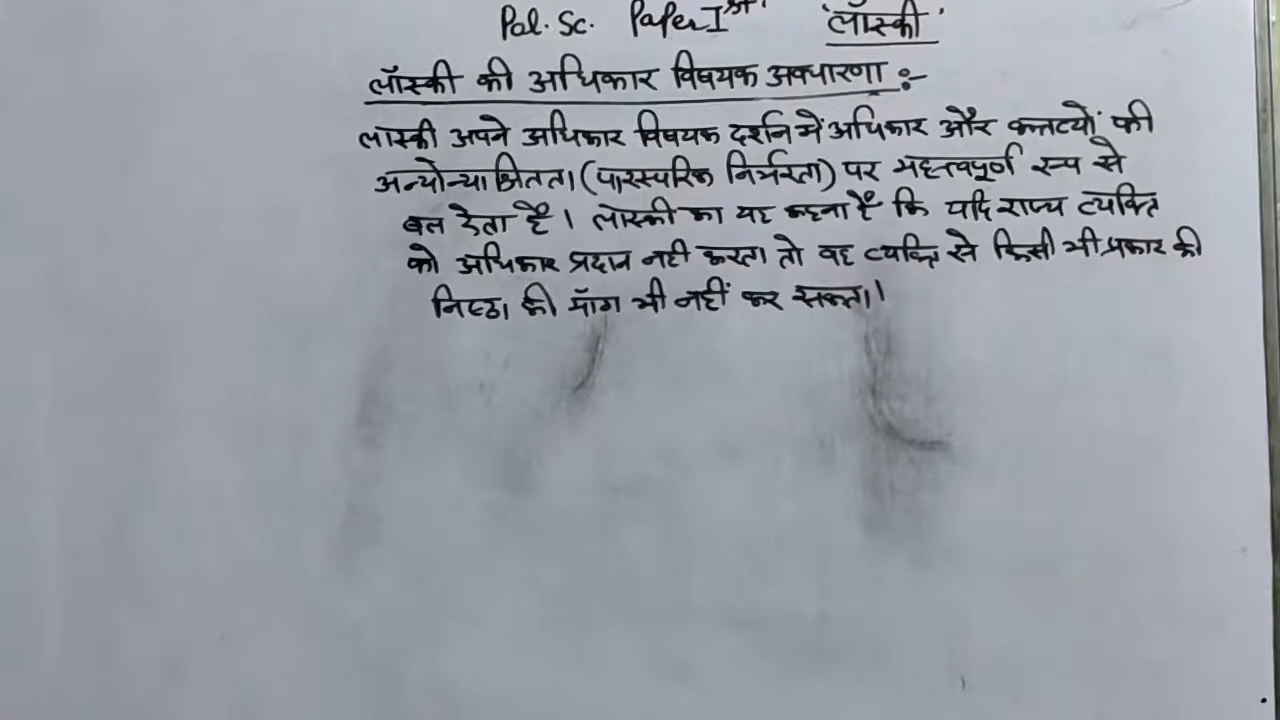 Pol. Sc. Paper Ist 'लॉस्की'
लॉस्की की अधिकार विषयक अवधारणा :-
लास्की अपने अधिकार विषयक दर्शन में अधिकार और कर्त्तव्यों की
अन्योन्याश्रितता (पारस्परिक निर्भरता) पर महत्त्वपूर्ण रूप से
बल देता है। लास्की का यह कहना है कि यदि राज्य व्यक्ति
को अधिकार प्रदान नही करता तो वह व्यक्ति से किसी भी प्रकार की
निष्ठा की माँग भी नहीं कर सकता।